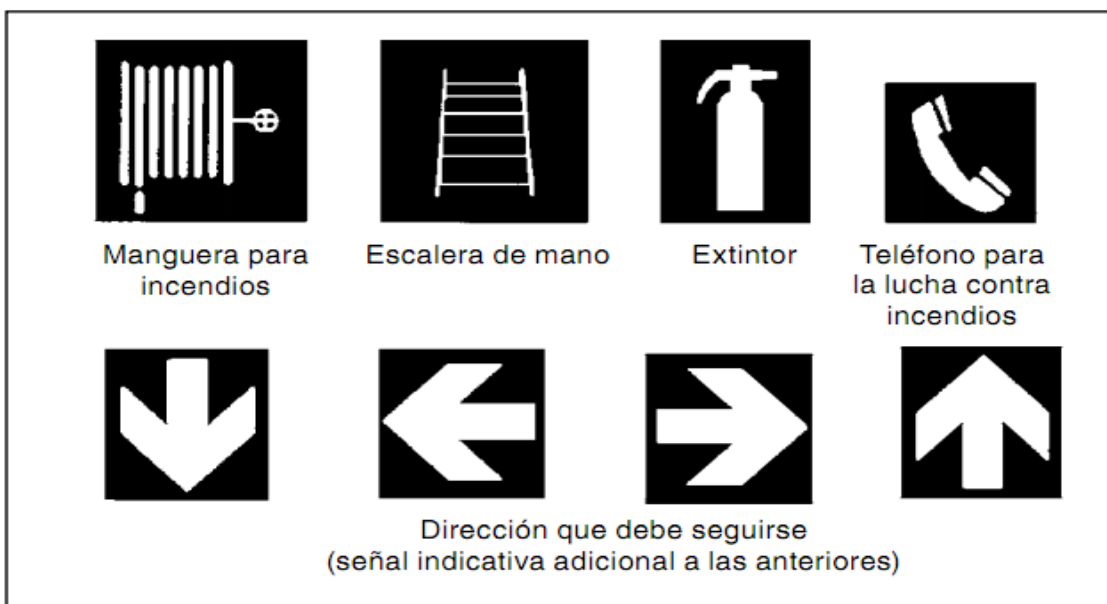 Manguera para
incendios
Escalera de mano
Extintor
Teléfono para
la lucha contra
incendios
Dirección que debe seguirse
(señal indicativa adicional a las anteriores)